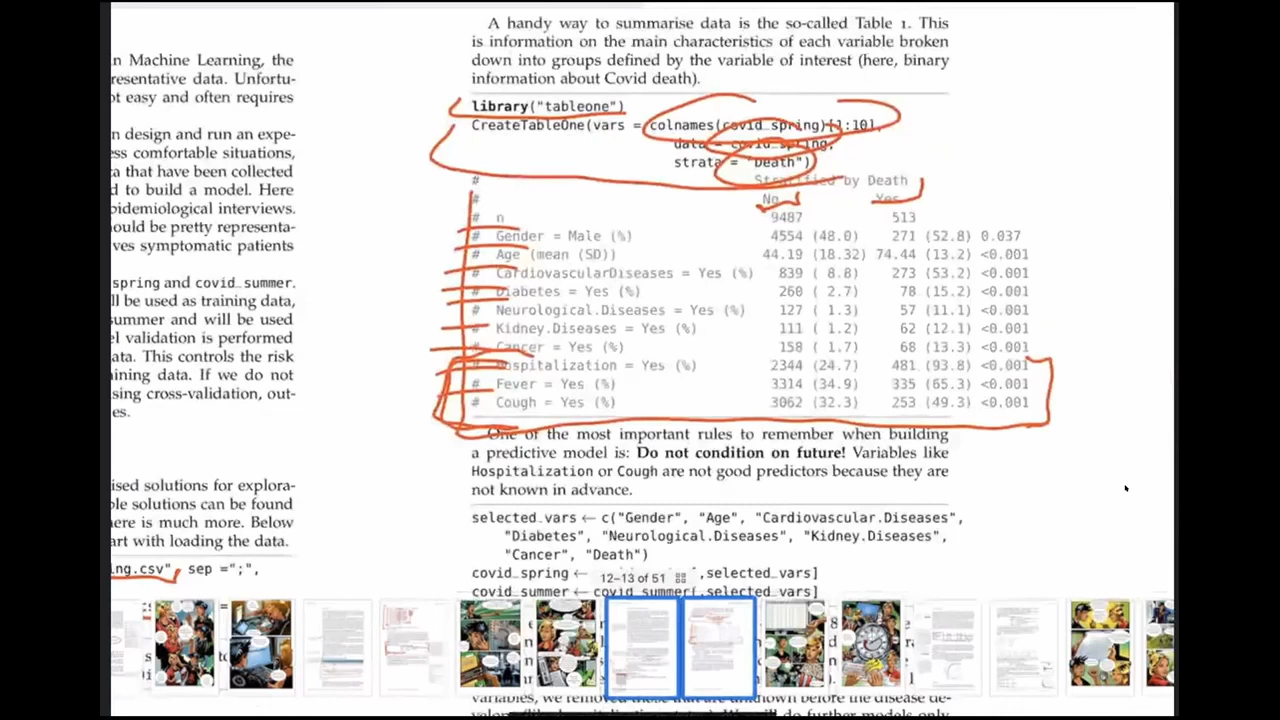 n Machine Learning, the
resentative data. Unfortu-
ot easy and often requires
n design and run an expe-
ess comfortable situations,
ta that have been collected
d to build a model. Here
pidemiological interviews.
ould be pretty representa-
ves symptomatic patients
spring and covid_summer.
ll be used as training data,
summer and will be used
el validation is performed
ata. This controls the risk
ining data. If we do not
sing cross-validation, out-
es.
ised solutions for explora-
ble solutions can be found
here is much more. Below
art with loading the data.
ng.csv", sep =";",
A handy way to summarise data is the so-called Table 1. This
is information on the main characteristics of each variable broken
down into groups defined by the variable of interest (here, binary
information about Covid death).
library("tableone")
CreateTableOne(vars = colnames(covid_spring)[1:10],
data = covid_spring,
strata = "Death")
# Stratified by Death
# No Yes
# n 9487 513
# Gender = Male (%) 4554 (48.0) 271 (52.8) 0.037
# Age (mean (SD)) 44.19 (18.32) 74.44 (13.2) <0.001
# CardiovascularDiseases = Yes (%) 839 ( 8.8) 273 (53.2) <0.001
# Diabetes = Yes (%) 260 ( 2.7) 78 (15.2) <0.001
# Neurological.Diseases = Yes (%) 127 ( 1.3) 57 (11.1) <0.001
# Kidney.Diseases = Yes (%) 111 ( 1.2) 62 (12.1) <0.001
# Cancer = Yes (%) 158 ( 1.7) 68 (13.3) <0.001
# Hospitalization = Yes (%) 2344 (24.7) 481 (93.8) <0.001
# Fever = Yes (%) 3314 (34.9) 335 (65.3) <0.001
# Cough = Yes (%) 3062 (32.3) 253 (49.3) <0.001
One of the most important rules to remember when building
a predictive model is: Do not condition on future! Variables like
Hospitalization or Cough are not good predictors because they are
not known in advance.
selected_vars ← c("Gender", "Age", "Cardiovascular.Diseases",
"Diabetes", "Neurological.Diseases", "Kidney.Diseases",
"Cancer", "Death")
covid_spring ← ,selected_vars]
covid_summer ← covid_summer[,selected_vars]
12–13 of 51
variables, we removed those that are unknown before the disease de-